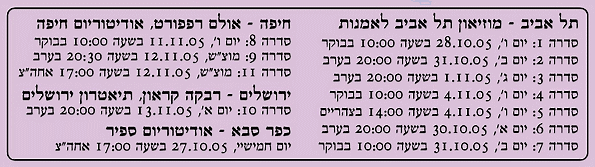 תל אביב - מוזיאון תל אביב לאמנות
סדרה 1: יום ו', 28.10.05 בשעה 10:00 בבוקר
סדרה 2: יום ב', 31.10.05 בשעה 20:00 בערב
סדרה 3: יום ג', 1.11.05 בשעה 20:00 בערב
סדרה 4: יום ו', 4.11.05 בשעה 10:00 בבוקר
סדרה 5: יום ו', 4.11.05 בשעה 14:00 בצהריים
סדרה 6: יום א', 30.10.05 בשעה 20:00 בערב
סדרה 7: יום ב', 31.10.05 בשעה 10:00 בבוקר
חיפה - אולם רפפורט, אודיטוריום חיפה
סדרה 8: יום ו', 11.11.05 בשעה 10:00 בבוקר
סדרה 9: מוצ"ש, 12.11.05 בשעה 20:30 בערב
סדרה 11: מוצ"ש, 12.11.05 בשעה 17:00 אחה"צ
ירושלים - רבקה קראון, תיאטרון ירושלים
סדרה 10: יום א', 13.11.05 בשעה 20:00 בערב
כפר סבא - אודיטוריום ספיר
יום חמישי, 27.10.05 בשעה 17:00 אחה"צ